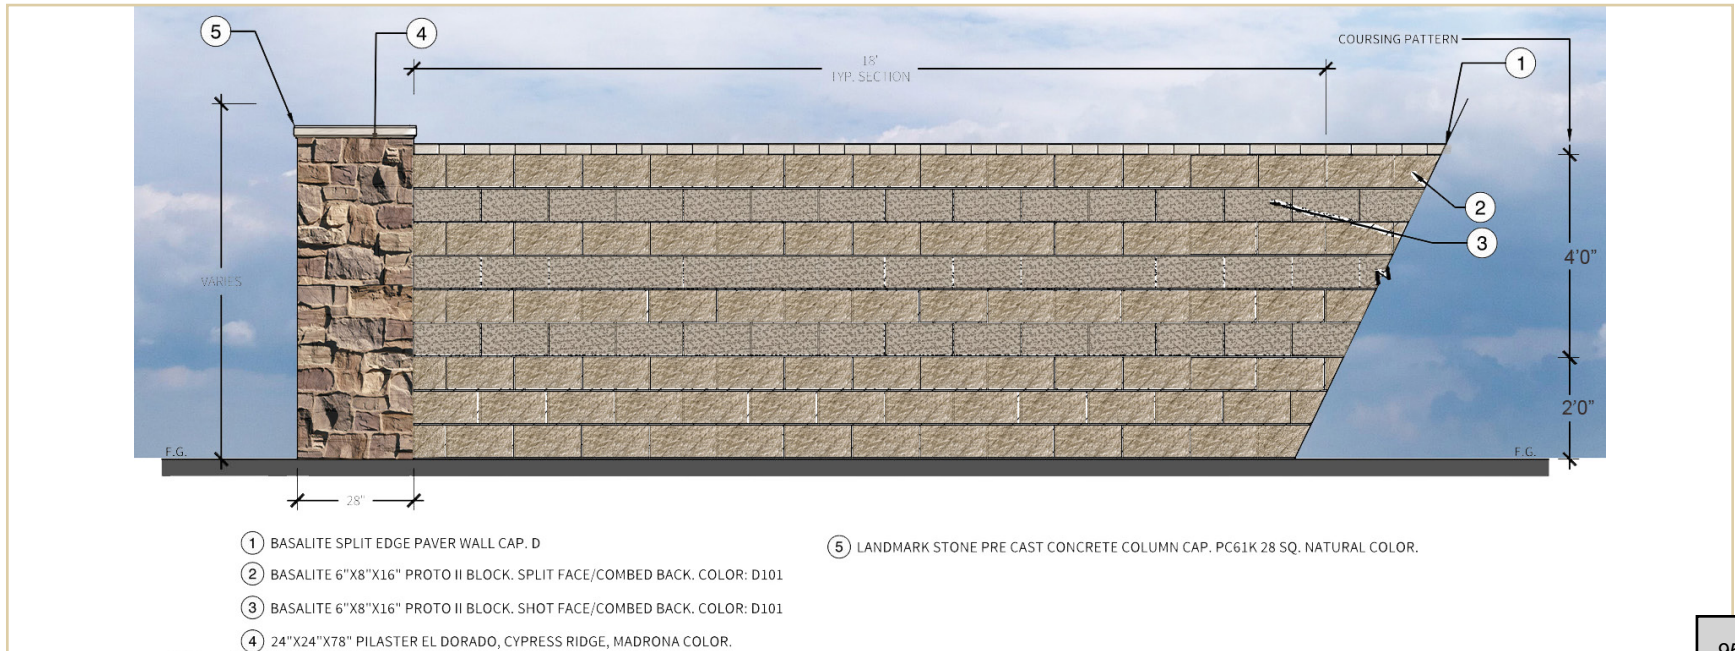 5
4
COURSING PATTERN
1
18'
TYP. SECTION
2
3
4'0"
VARIES
2'0"
F.G.
F.G.
28"
1 BASALITE SPLIT EDGE PAVER WALL CAP. D
5 LANDMARK STONE PRE CAST CONCRETE COLUMN CAP. PC61K 28 SQ. NATURAL COLOR.
2 BASALITE 6"X8"X16" PROTO II BLOCK. SPLIT FACE/COMBED BACK. COLOR: D101
3 BASALITE 6"X8"X16" PROTO II BLOCK. SHOT FACE/COMBED BACK. COLOR: D101
4 24"X24"X78" PILASTER EL DORADO, CYPRESS RIDGE, MADRONA COLOR.